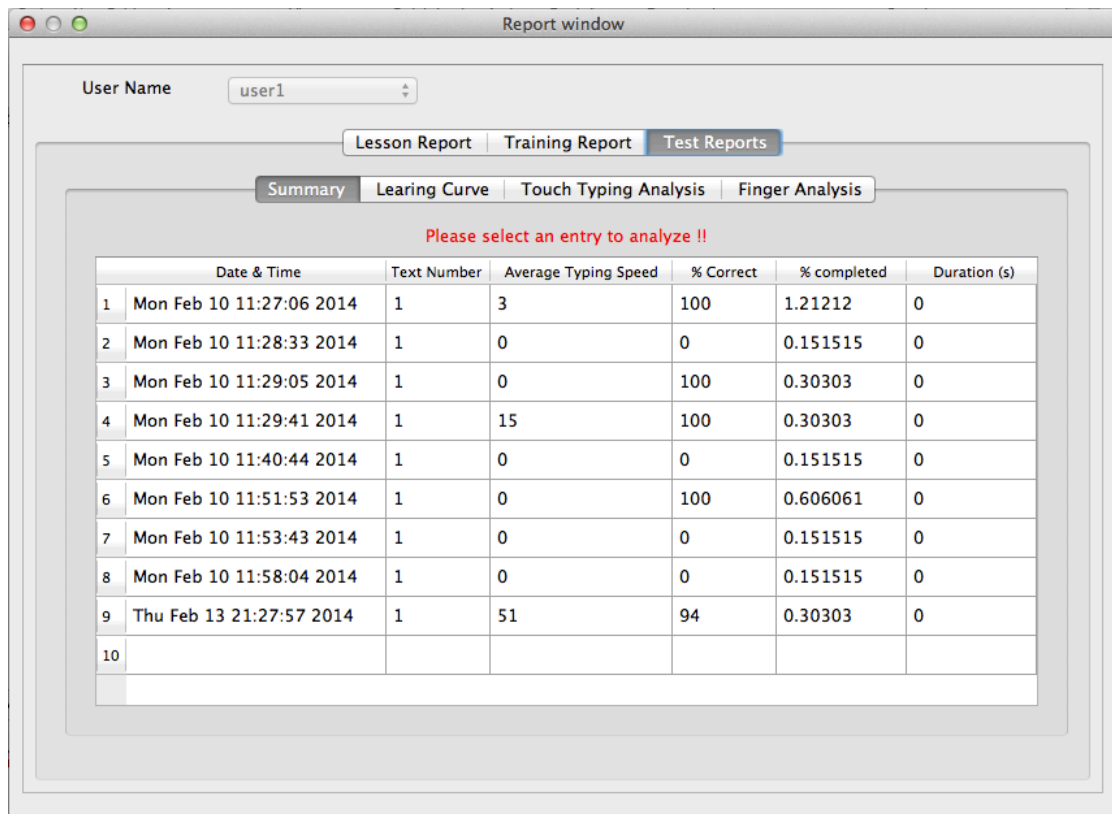 Report window
User Name user1
Lesson Report Training Report Test Reports
Summary Learing Curve Touch Typing Analysis Finger Analysis
Please select an entry to analyze !!
Date & Time Text Number Average Typing Speed % Correct % completed Duration (s)
1 Mon Feb 10 11:27:06 2014 1 3 100 1.21212 0
2 Mon Feb 10 11:28:33 2014 1 0 0 0.151515 0
3 Mon Feb 10 11:29:05 2014 1 0 100 0.30303 0
4 Mon Feb 10 11:29:41 2014 1 15 100 0.30303 0
5 Mon Feb 10 11:40:44 2014 1 0 0 0.151515 0
6 Mon Feb 10 11:51:53 2014 1 0 100 0.606061 0
7 Mon Feb 10 11:53:43 2014 1 0 0 0.151515 0
8 Mon Feb 10 11:58:04 2014 1 0 0 0.151515 0
9 Thu Feb 13 21:27:57 2014 1 51 94 0.30303 0
10